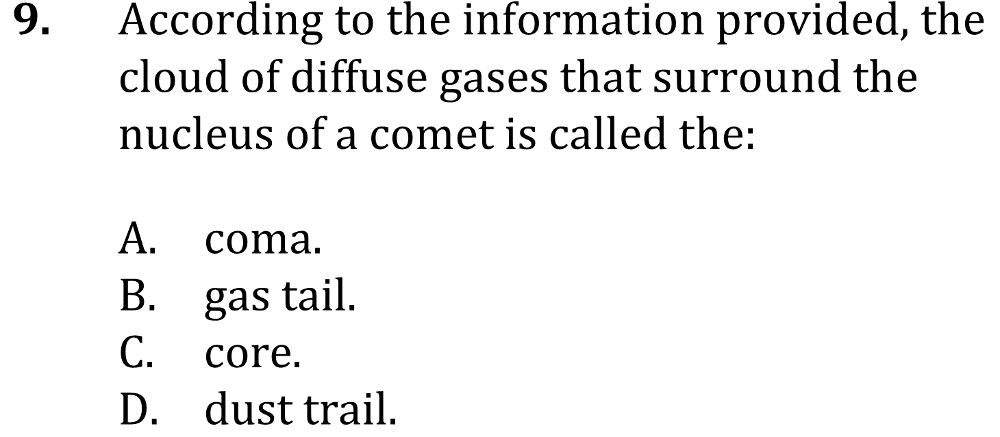 9. According to the information provided, the
cloud of diffuse gases that surround the
nucleus of a comet is called the:
A. coma.
B. gas tail.
C. core.
D. dust trail.